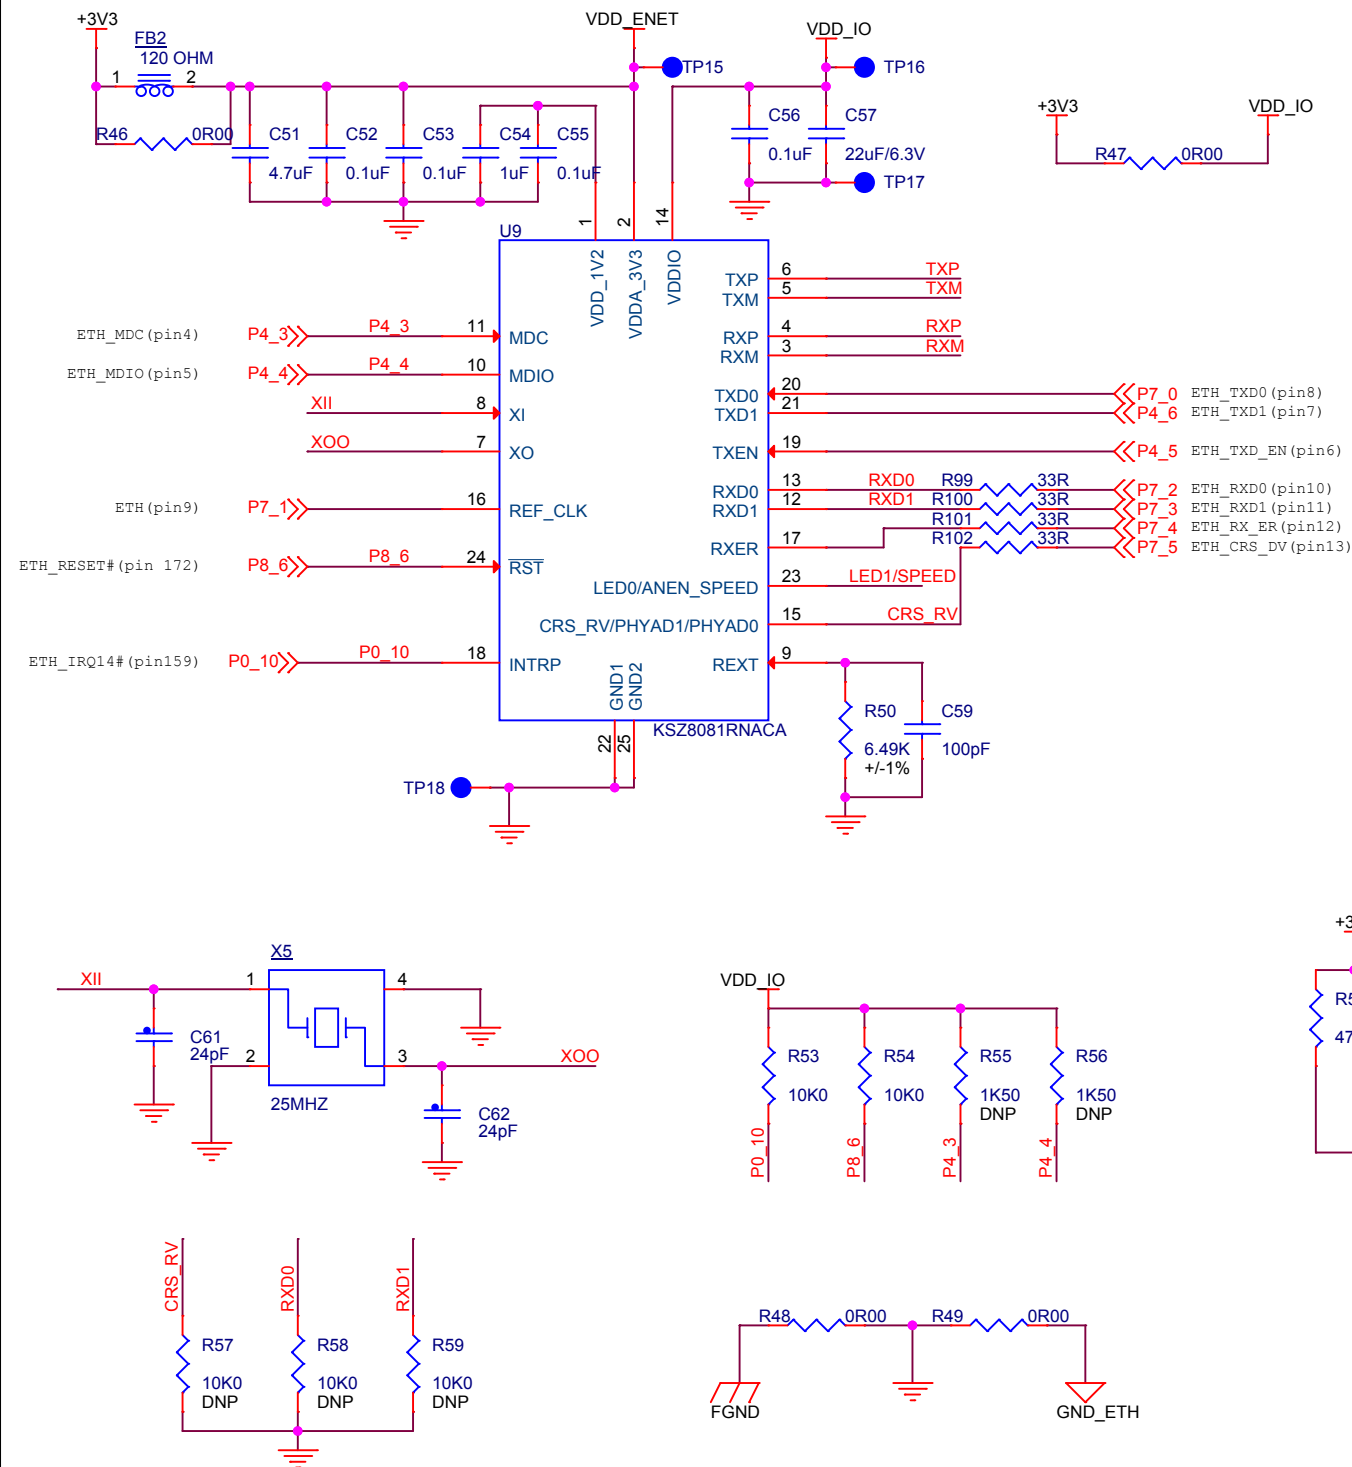 +3V3
VDD_ENET
VDD_IO
FB2
120 OHM
1
2
TP15
TP16
+3V3
VDD_IO
R46
0R00
C51
C52
C53
C54
C55
4.7uF
0.1uF
0.1uF
1uF
0.1uF
C56
C57
0.1uF
22uF/6.3V
TP17
R47
0R00
1
2
14
U9
VDD_1V2
VDDA_3V3
VDDIO
ETH_MDC(pin4)
P4_3
P4_3
11
MDC
ETH_MDIO(pin5)
P4_4
P4_4
10
MDIO
XII
8
XI
XOO
7
XO
ETH(pin9)
P7_1
16
REF_CLK
ETH_RESET#(pin 172)
P8_6
P8_6
24
RST
ETH_IRQ14#(pin159)
P0_10
P0_10
18
INTRP
TXP
6
TXP
TXM
5
TXM
RXP
4
RXP
RXM
3
RXM
TXD0
20
P7_0
ETH_TXD0(pin8)
TXD1
21
P4_6
ETH_TXD1(pin7)
TXEN
19
P4_5
ETH_TXD_EN(pin6)
RXD0
13
RXD0
R99
33R
P7_2
ETH_RXD0(pin10)
RXD1
12
RXD1
R100
33R
P7_3
ETH_RXD1(pin11)
R101
33R
P7_4
ETH_RX_ER(pin12)
RXER
17
R102
33R
P7_5
ETH_CRS_DV(pin13)
LED0/ANEN_SPEED
23
LED1/SPEED
CRS_RV/PHYAD1/PHYAD0
15
CRS_RV
REXT
9
GND1
GND2
22
25
KSZ8081RNACA
R50
6.49K
+/-1%
C59
100pF
TP18
X5
XII
1
4
C61
24pF
2
3
XOO
25MHZ
C62
24pF
VDD_IO
R53
10K0
R54
10K0
R55
1K50
DNP
R56
1K50
DNP
P0_10
P8_6
P4_3
P4_4
CRS_RV
RXD0
RXD1
R57
10K0
DNP
R58
10K0
DNP
R59
10K0
DNP
R48
0R00
R49
0R00
FGND
GND_ETH